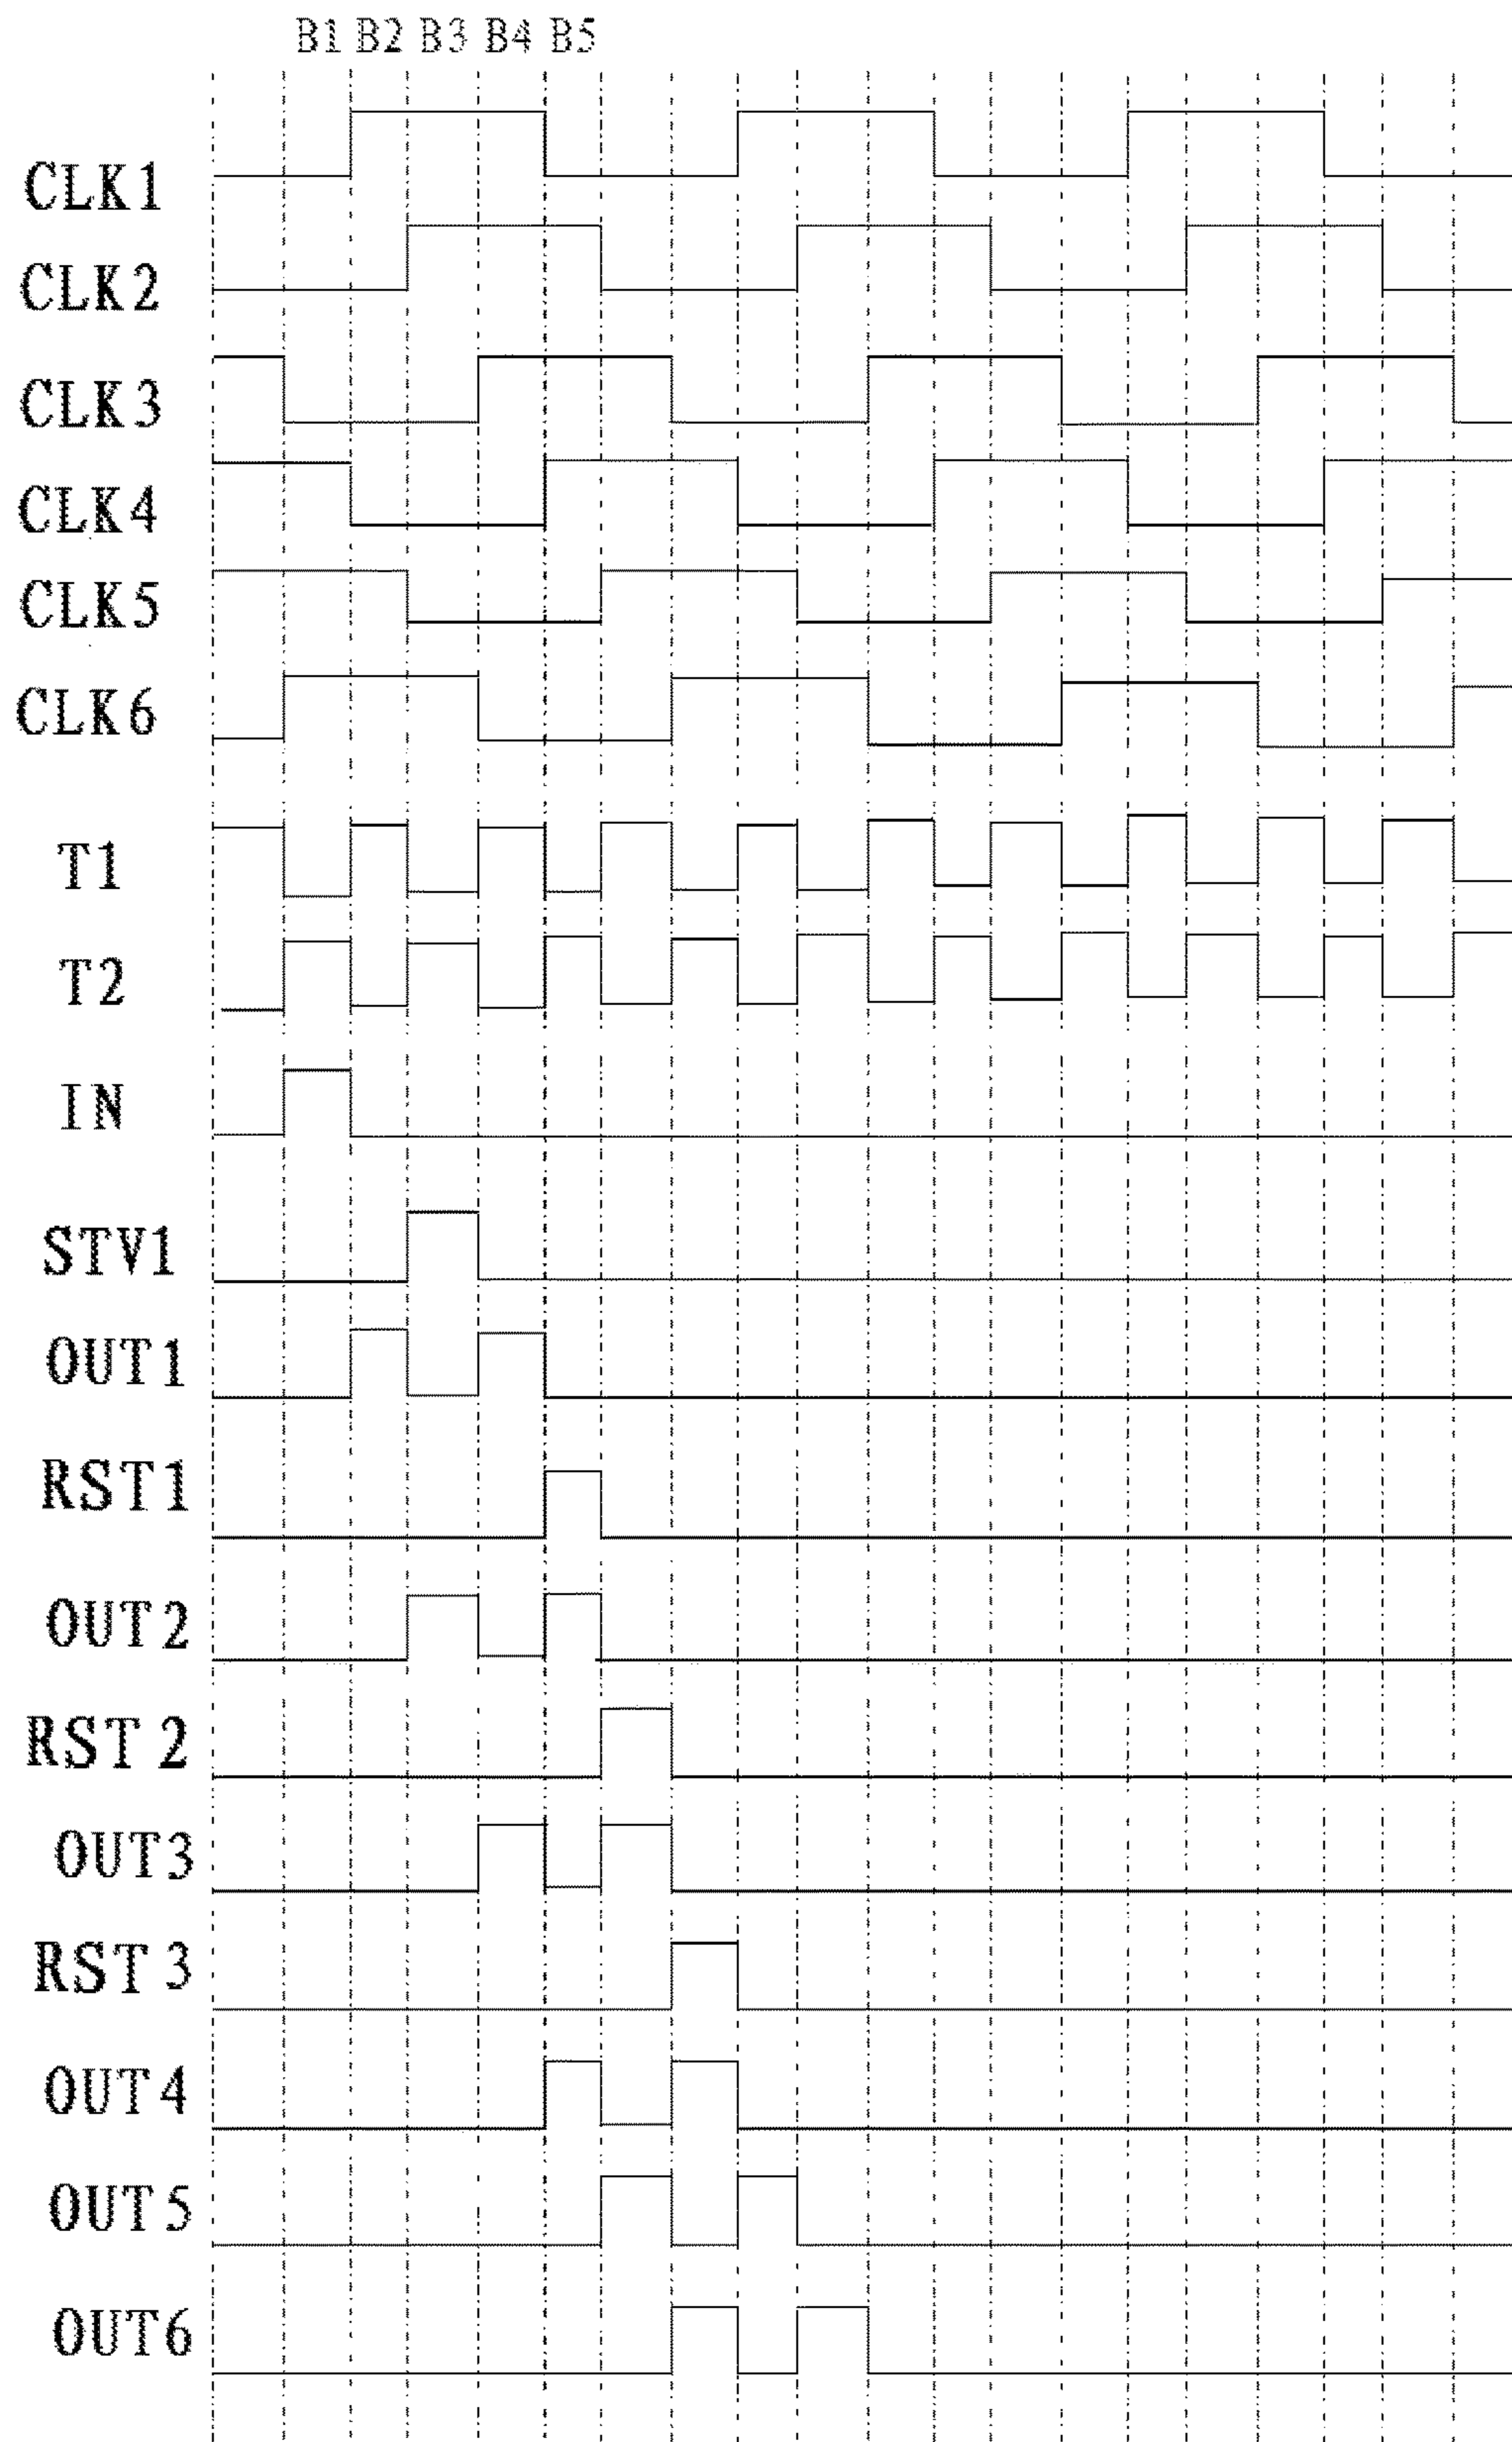 B1 B2 B3 B4 B5
CLK1
CLK2
CLK3
CLK4
CLK5
CLK6
T1
T2
IN
STV1
OUT1
RST1
OUT2
RST2
OUT3
RST3
OUT4
OUT5
OUT6